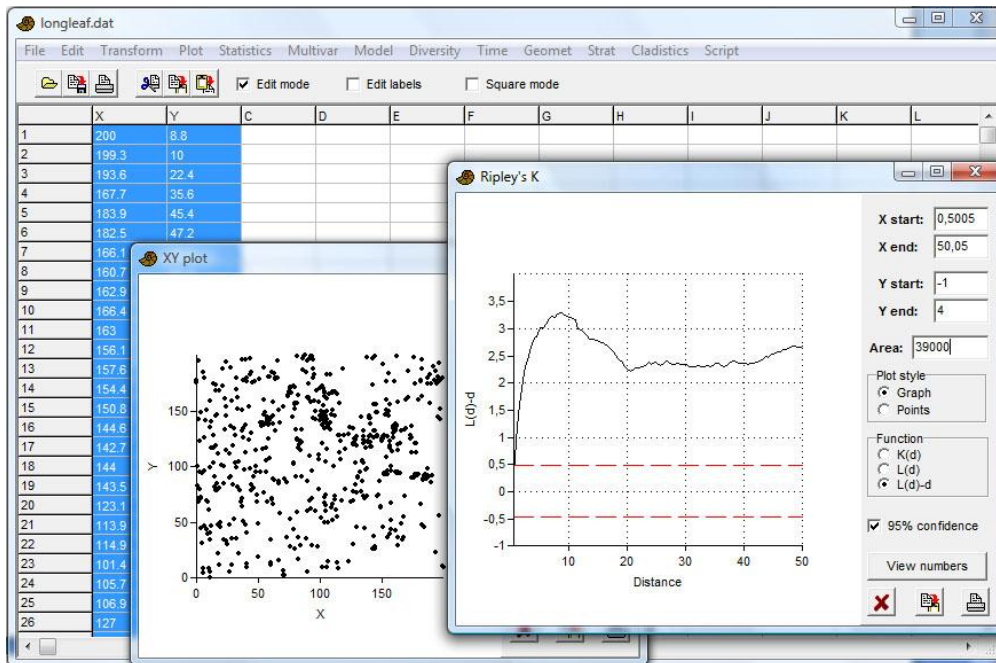 longleaf.dat
File Edit Transform Plot Statistics Multivar Model Diversity Time Geomet Strat Cladistics Script
Edit mode Edit labels Square mode
X Y C D E F G H I J K L
1 200 8.8
2 199.3 10
3 193.6 22.4
4 167.7 35.6
5 183.9 45.4
6 182.5 47.2
7 166.1
8 160.7
9 162.9
10 166.4
11 163
12 156.1
13 157.6
14 154.4
15 150.8
16 144.6
17 142.7
18 144
19 143.5
20 123.1
21 113.9
22 114.9
23 101.4
24 105.7
25 106.9
26 127
XY plot
150
100
50
0
Y
0 50 100 150
X
Ripley's K
3,5
3
2,5
2
1,5
1
0,5
0
-0,5
-1
L(d)-d
10 20 30 40 50
Distance
X start: 0,5005
X end: 50,05
Y start: -1
Y end: 4
Area: 39000
Plot style
Graph
Points
Function
K(d)
L(d)
L(d)-d
95% confidence
View numbers